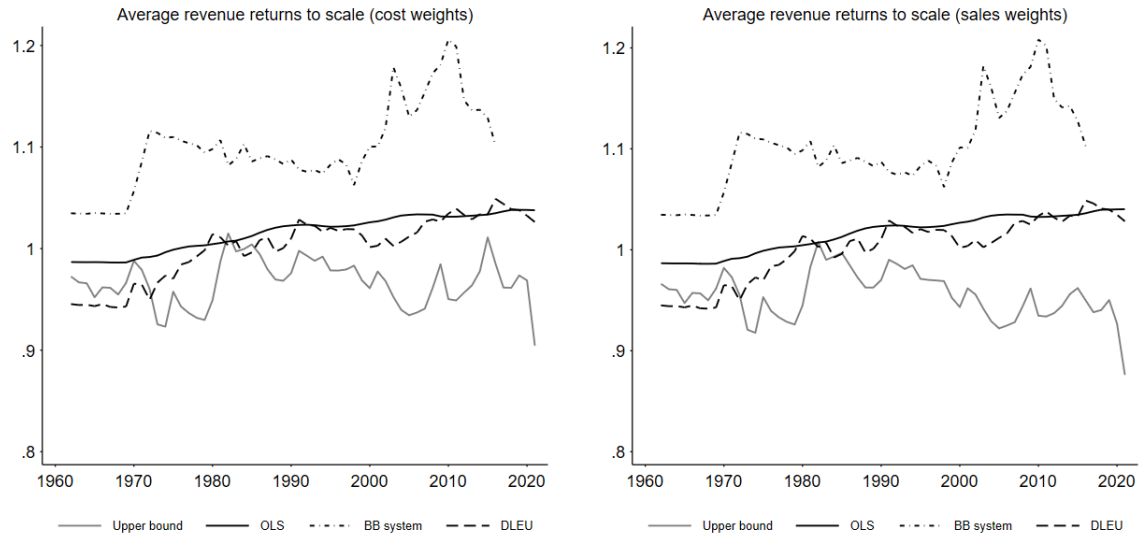 Average revenue returns to scale (cost weights)
1.2
1.1
1
.9
.8
1960 1970 1980 1990 2000 2010 2020
Upper bound OLS BB system DLEU
Average revenue returns to scale (sales weights)
1.2
1.1
1
.9
.8
1960 1970 1980 1990 2000 2010 2020
Upper bound OLS BB system DLEU